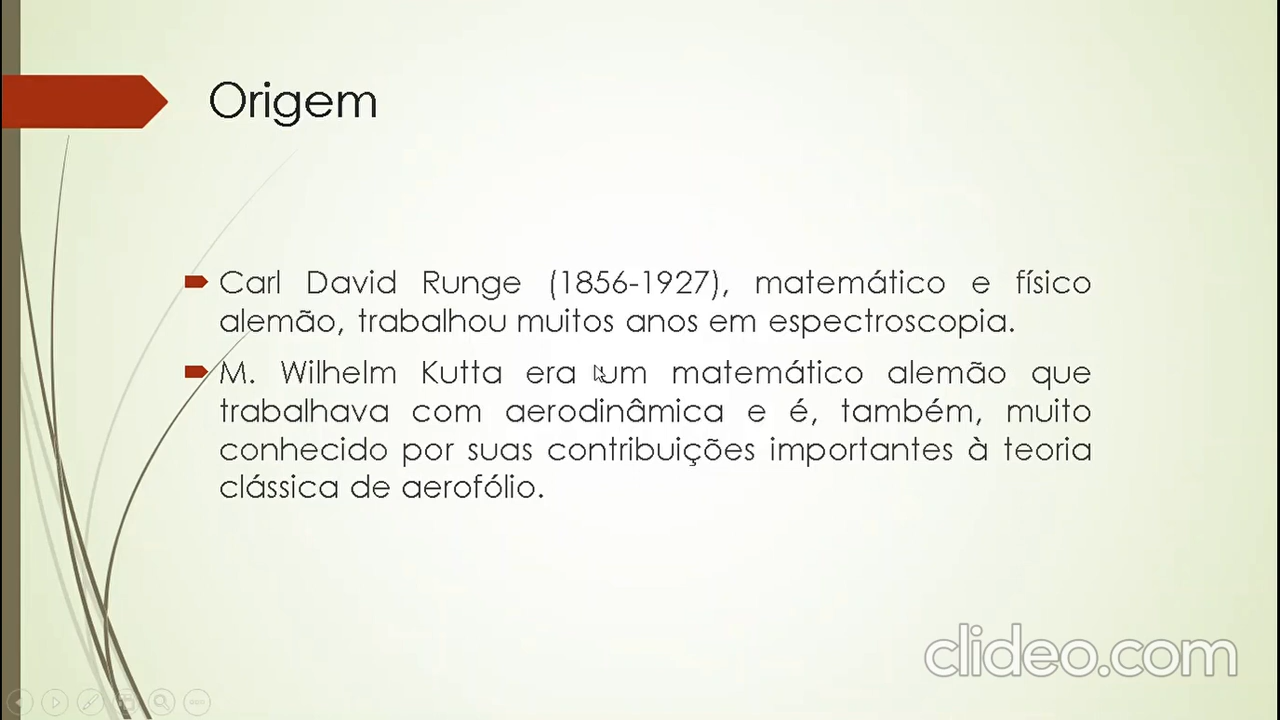 Origem
Carl David Runge (1856-1927), matemático e físico
alemão, trabalhou muitos anos em espectroscopia.
M. Wilhelm Kutta era um matemático alemão que
trabalhava com aerodinâmica e é, também, muito
conhecido por suas contribuições importantes à teoria
clássica de aerofólio.
clideo.com